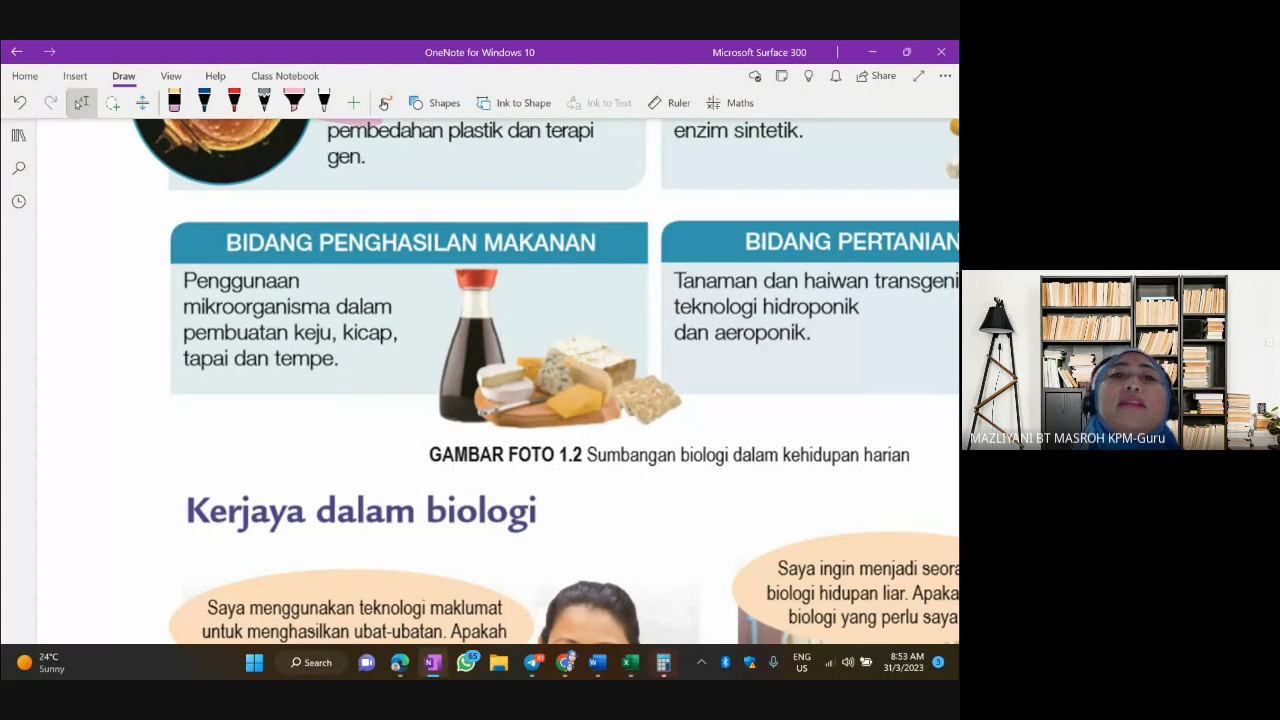 OneNote for Windows 10
Microsoft Surface 300
Home Insert Draw View Help Class Notebook
Share
Shapes Ink to Shape Ink to Text Ruler Maths
pembedahan plastik dan terapi
gen.
enzim sintetik.
BIDANG PENGHASILAN MAKANAN
Penggunaan
mikroorganisma dalam
pembuatan keju, kicap,
tapai dan tempe.
BIDANG PERTANIAN
Tanaman dan haiwan transgeni
teknologi hidroponik
dan aeroponik.
GAMBAR FOTO 1.2 Sumbangan biologi dalam kehidupan harian
Kerjaya dalam biologi
Saya menggunakan teknologi maklumat
untuk menghasilkan ubat-ubatan. Apakah
Saya ingin menjadi seora
biologi hidupan liar. Apaka
biologi yang perlu saya
MAZLIYANI BT MASROH KPM-Guru
24°C
Sunny
Search
65
ENG
US
8:53 AM
31/3/2023
3